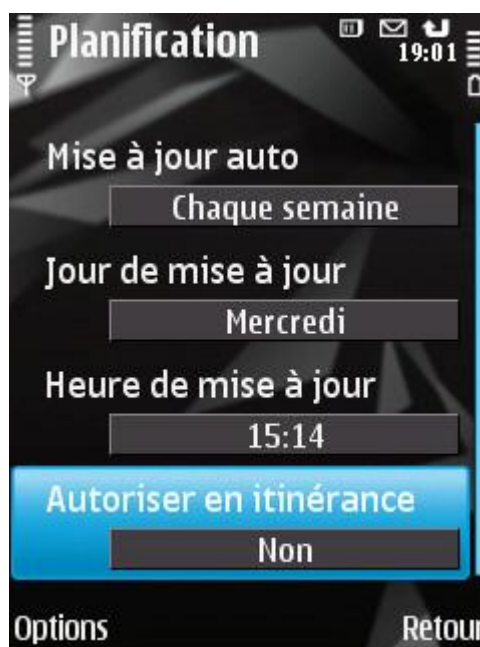 Planification
19:01
Mise à jour auto
Chaque semaine
Jour de mise à jour
Mercredi
Heure de mise à jour
15:14
Autoriser en itinérance
Non
Options
Retour